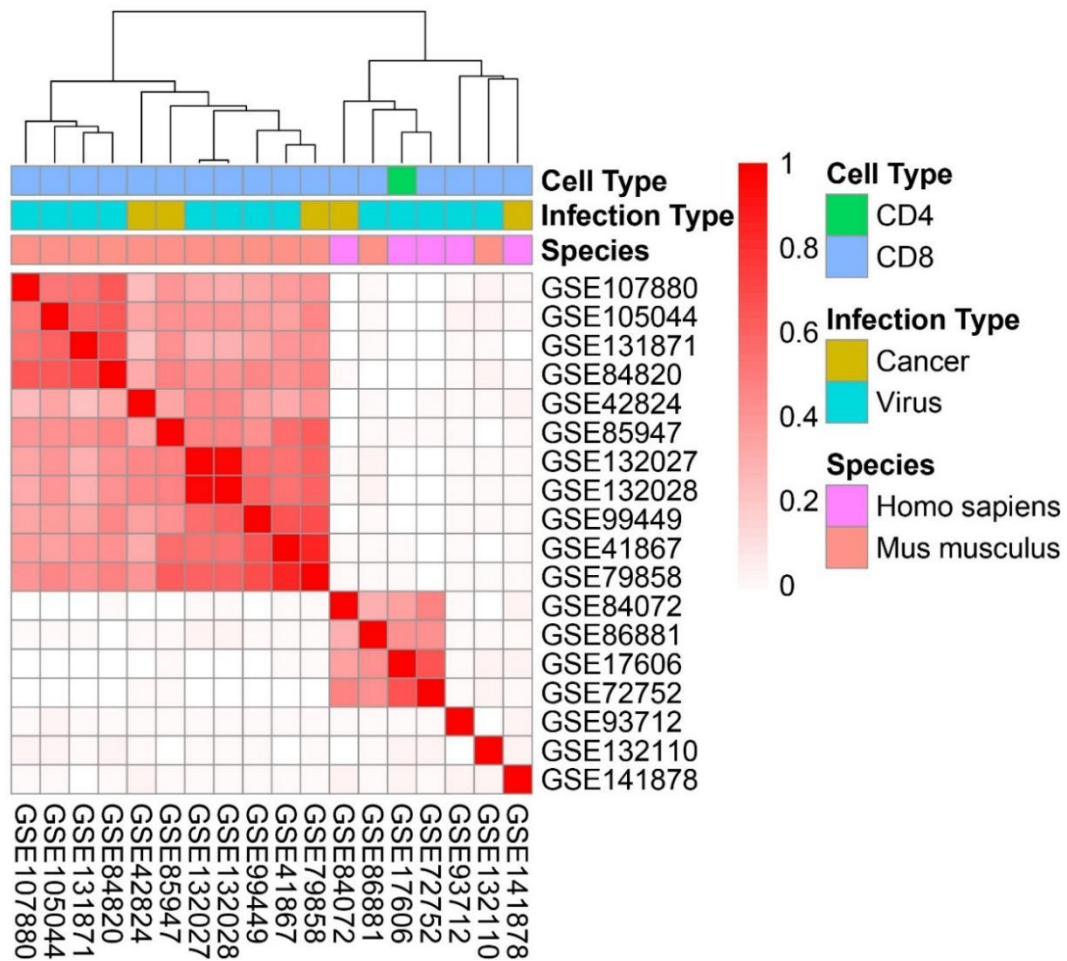 Cell Type
Infection Type
Species
GSE107880
GSE105044
GSE131871
GSE84820
GSE42824
GSE85947
GSE132027
GSE132028
GSE99449
GSE41867
GSE79858
GSE84072
GSE86881
GSE17606
GSE72752
GSE93712
GSE132110
GSE141878
GSE107880
GSE105044
GSE131871
GSE84820
GSE42824
GSE85947
GSE132027
GSE132028
GSE99449
GSE41867
GSE79858
GSE84072
GSE86881
GSE17606
GSE72752
GSE93712
GSE132110
GSE141878
1
0.8
0.6
0.4
0.2
0
Cell Type
CD4
CD8
Infection Type
Cancer
Virus
Species
Homo sapiens
Mus musculus